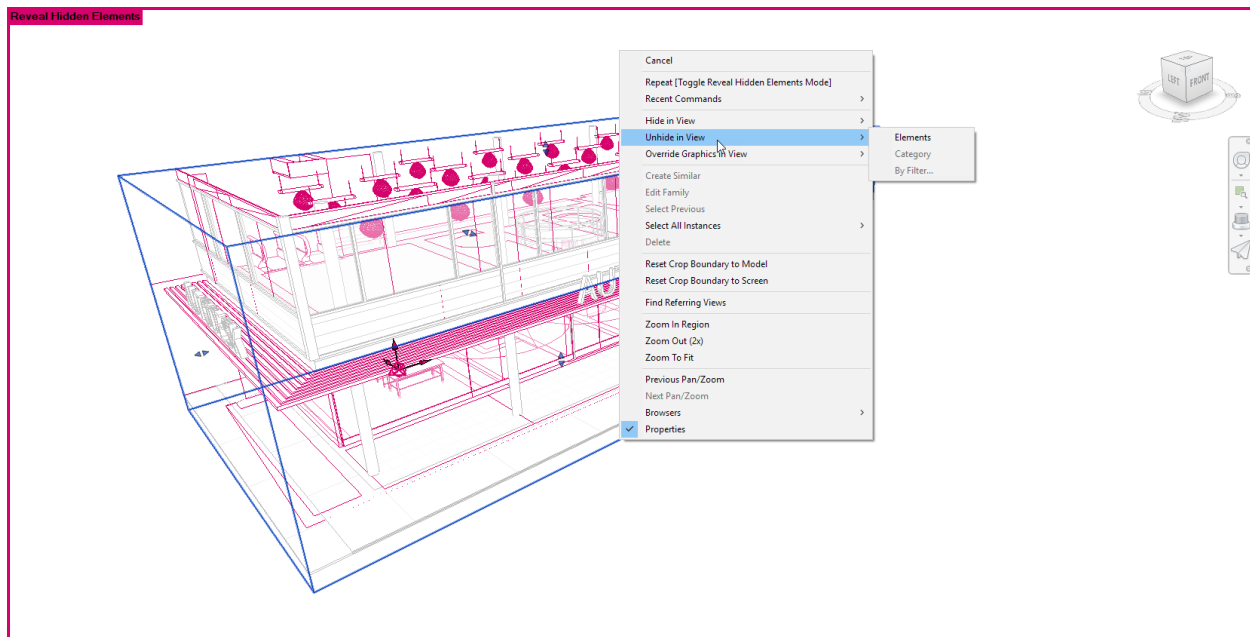 Reveal Hidden Elements
Cancel
Repeat [Toggle Reveal Hidden Elements Mode]
Recent Commands
Hide in View
Unhide in View
Override Graphics in View
Create Similar
Edit Family
Select Previous
Select All Instances
Delete
Reset Crop Boundary to Model
Reset Crop Boundary to Screen
Find Referring Views
Zoom In Region
Zoom Out (2x)
Zoom To Fit
Previous Pan/Zoom
Next Pan/Zoom
Browsers
Properties
Elements
Category
By Filter...
LEFT
FRONT
AU